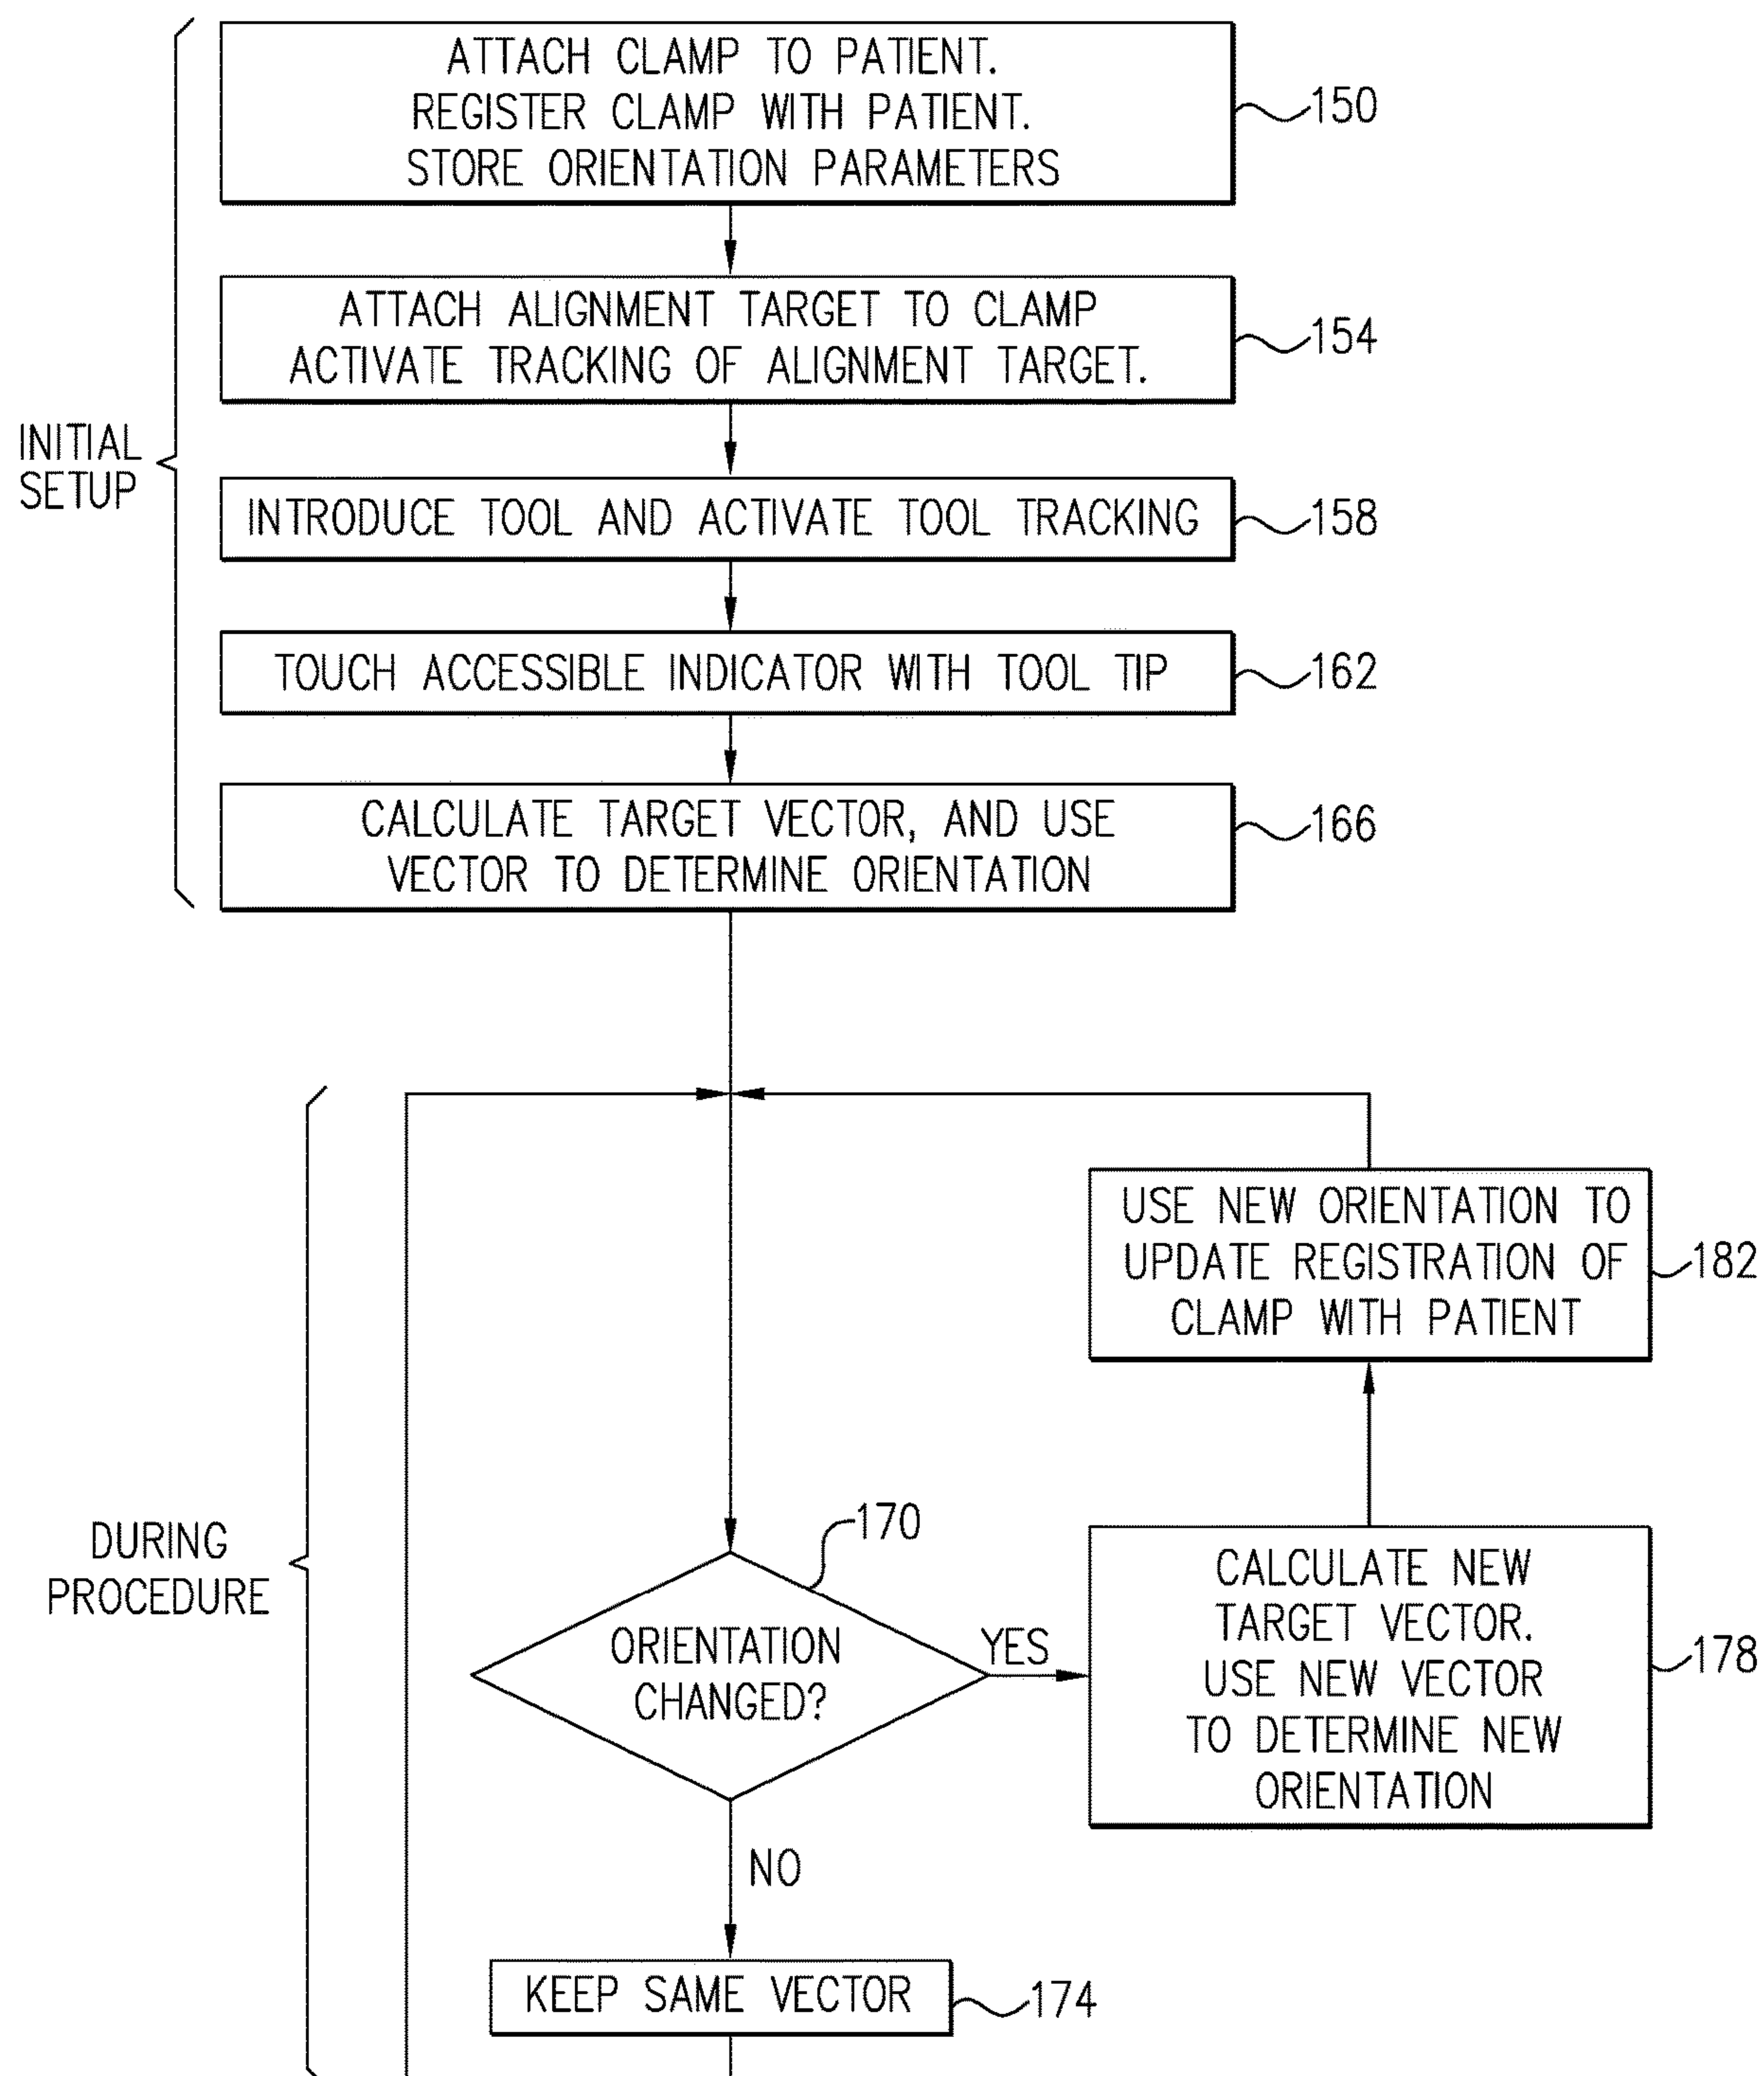 ATTACH CLAMP TO PATIENT.
REGISTER CLAMP WITH PATIENT.
STORE ORIENTATION PARAMETERS
150
ATTACH ALIGNMENT TARGET TO CLAMP
ACTIVATE TRACKING OF ALIGNMENT TARGET.
154
INITIAL
SETUP
INTRODUCE TOOL AND ACTIVATE TOOL TRACKING
158
TOUCH ACCESSIBLE INDICATOR WITH TOOL TIP
162
CALCULATE TARGET VECTOR, AND USE
VECTOR TO DETERMINE ORIENTATION
166
USE NEW ORIENTATION TO
UPDATE REGISTRATION OF
CLAMP WITH PATIENT
182
DURING
PROCEDURE
170
ORIENTATION
CHANGED?
YES
CALCULATE NEW
TARGET VECTOR.
USE NEW VECTOR
TO DETERMINE NEW
ORIENTATION
178
NO
KEEP SAME VECTOR
174